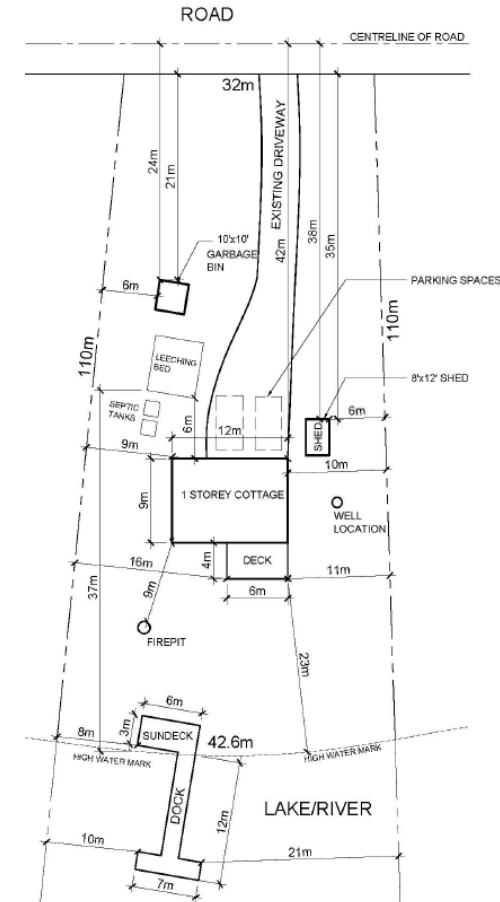 ROAD
CENTRELINE OF ROAD
32m
24m
21m
EXISTING DRIVEWAY
42m
38m
35m
10'x10'
GARBAGE
BIN
6m
PARKING SPACES
110m
110m
LEECHING
BED
8'x12' SHED
SEPTIC
TANKS
6m
12m
SHED
6m
9m
10m
9m
1 STOREY COTTAGE
WELL
LOCATION
4m
DECK
16m
11m
37m
9m
6m
FIREPIT
23m
6m
3m
SUNDECK
8m
42.6m
HIGH WATER MARK
HIGH WATER MARK
DOCK
12m
LAKE/RIVER
10m
21m
7m